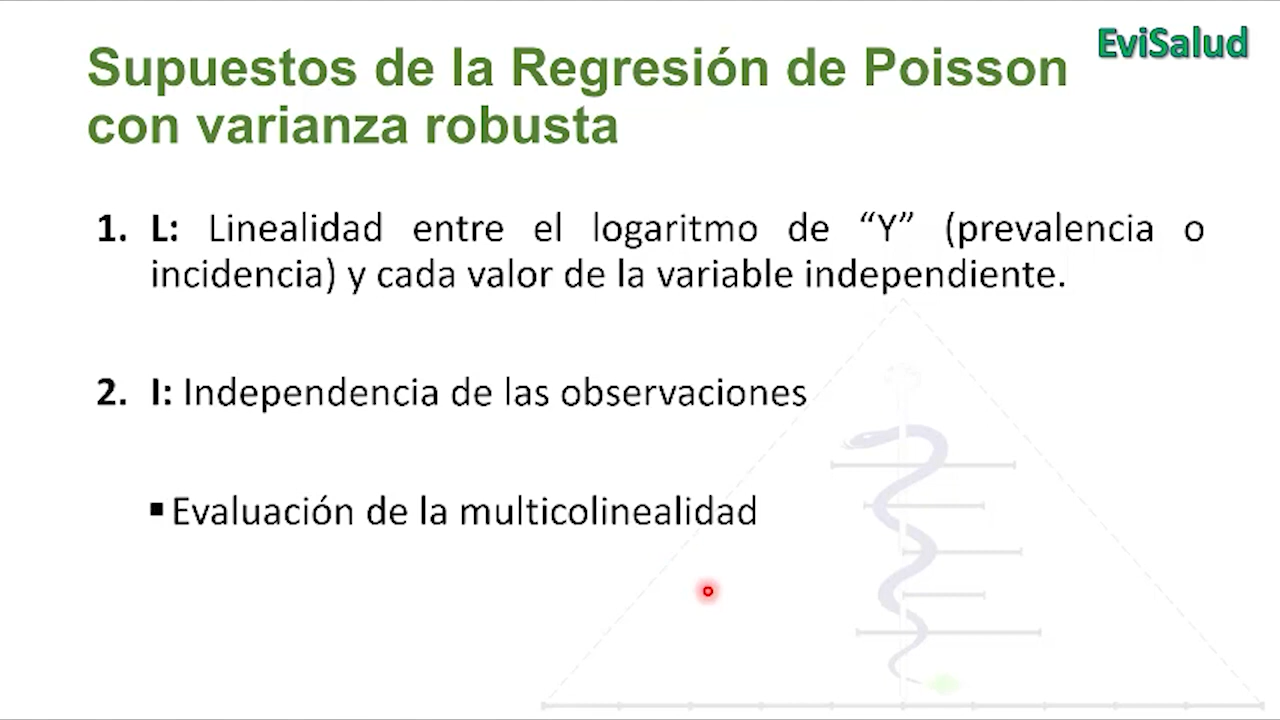 EviSalud
Supuestos de la Regresión de Poisson
con varianza robusta
1. L: Linealidad entre el logaritmo de “Y” (prevalencia o
incidencia) y cada valor de la variable independiente.
2. I: Independencia de las observaciones
▪ Evaluación de la multicolinealidad